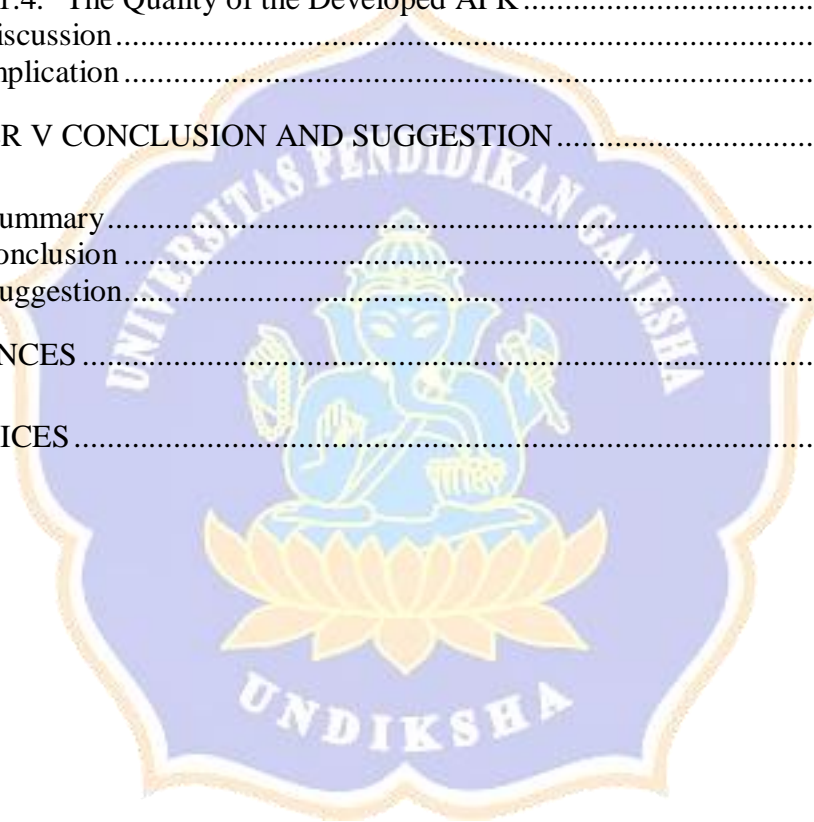 1.4. The Quality of the Developed APK........................................
iscussion........................................................................................
mplication......................................................................................
R V CONCLUSION AND SUGGESTION................................
ummary.........................................................................................
onclusion.......................................................................................
uggestion.......................................................................................
NCES............................................................................................
ICES..............................................................................................
UNIVERSITAS PENDIDIKAN GANESHA
UNDIKSHA